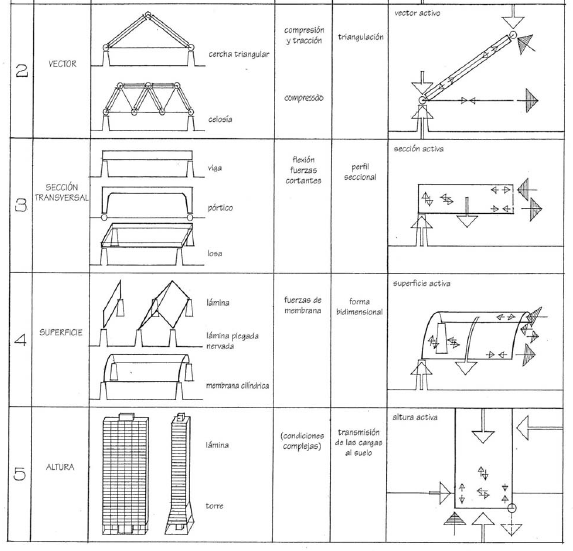 2
VECTOR
cercha triangular
celosía
compresión
y tracción
compressão
triangulación
vector activo
3
SECCIÓN
TRANSVERSAL
viga
pórtico
losa
flexión
fuerzas
cortantes
perfil
seccional
sección activa
4
SUPERFICIE
lámina
lámina plegada
nervada
membrana cilíndrica
fuerzas de
membrana
forma
bidimensional
superficie activa
5
ALTURA
lámina
torre
(condiciones
complejas)
transmisión
de las cargas
al suelo
altura activa